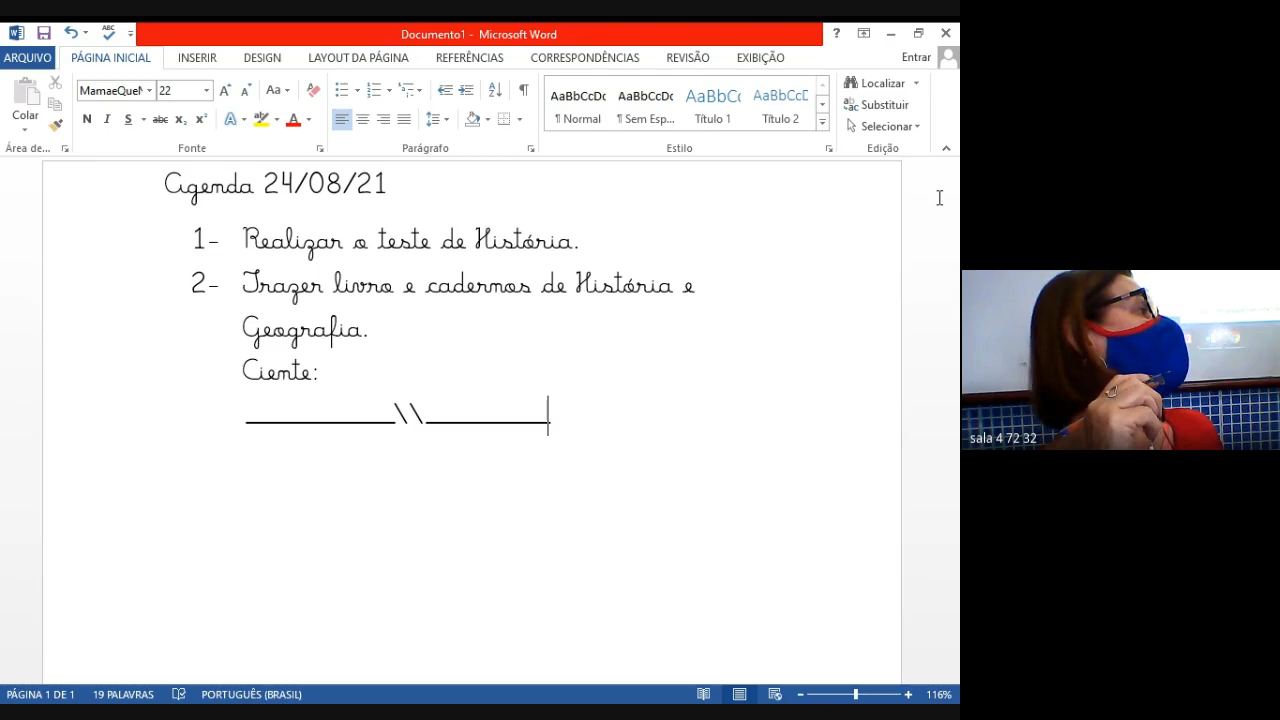 Documento1 - Microsoft Word
ARQUIVO PÁGINA INICIAL INSERIR DESIGN LAYOUT DA PÁGINA REFERÊNCIAS CORRESPONDÊNCIAS REVISÃO EXIBIÇÃO Entrar
Colar
MamaeQueN 22
AaBbCcDc AaBbCcDc AaBbC AaBbCcD
¶ Normal ¶ Sem Esp... Título 1 Título 2
Localizar
Substituir
Selecionar
Área de... Fonte Parágrafo Estilo Edição
Agenda 24/08/21
1- Realizar o teste de História.
2- Trazer livro e cadernos de História e
Geografia.
Ciente:
__________\\________
sala 4 72 32
PÁGINA 1 DE 1 19 PALAVRAS PORTUGUÊS (BRASIL) 116%